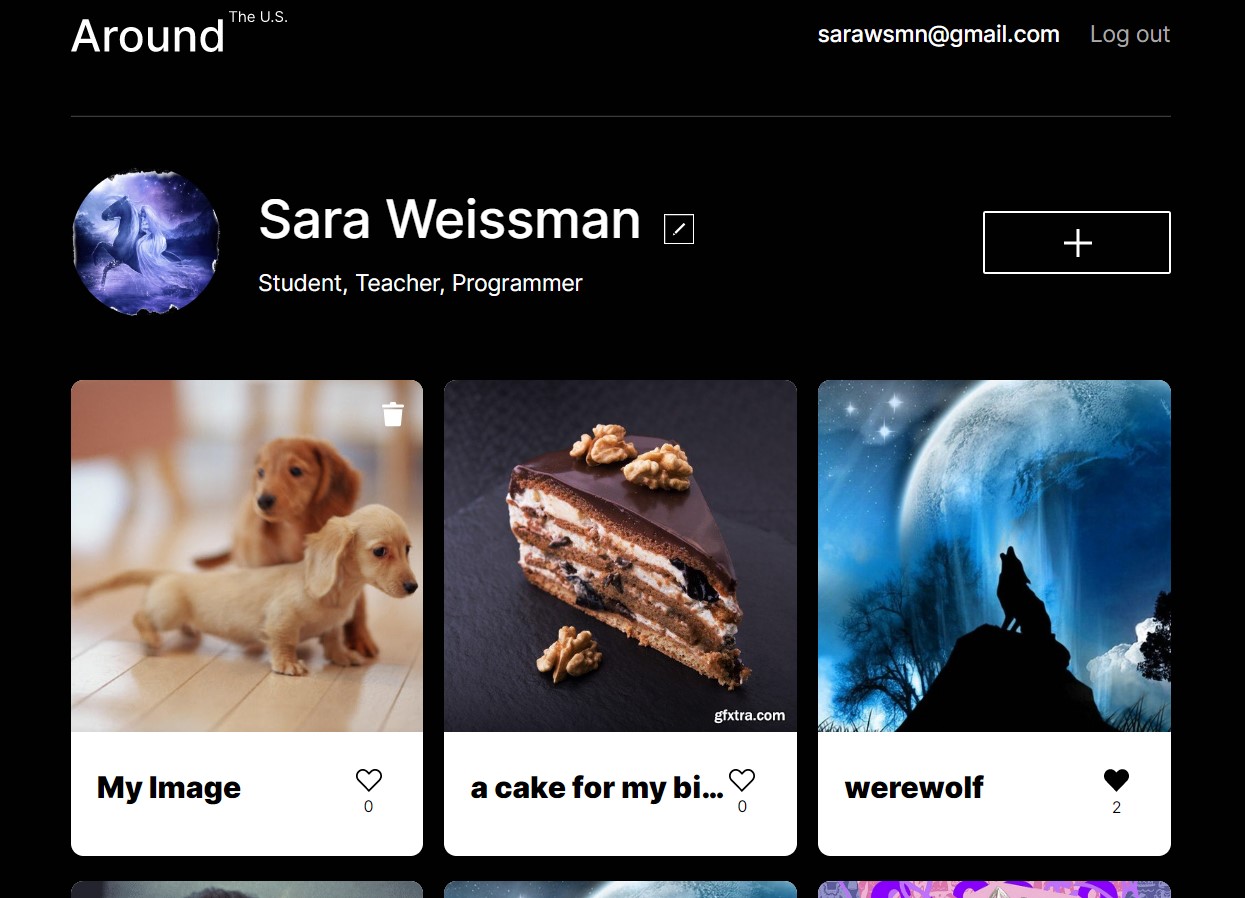 Around The U.S.
sarawsmn@gmail.com Log out
Sara Weissman
Student, Teacher, Programmer
gfxtra.com
My Image
0
a cake for my bi...
0
werewolf
2